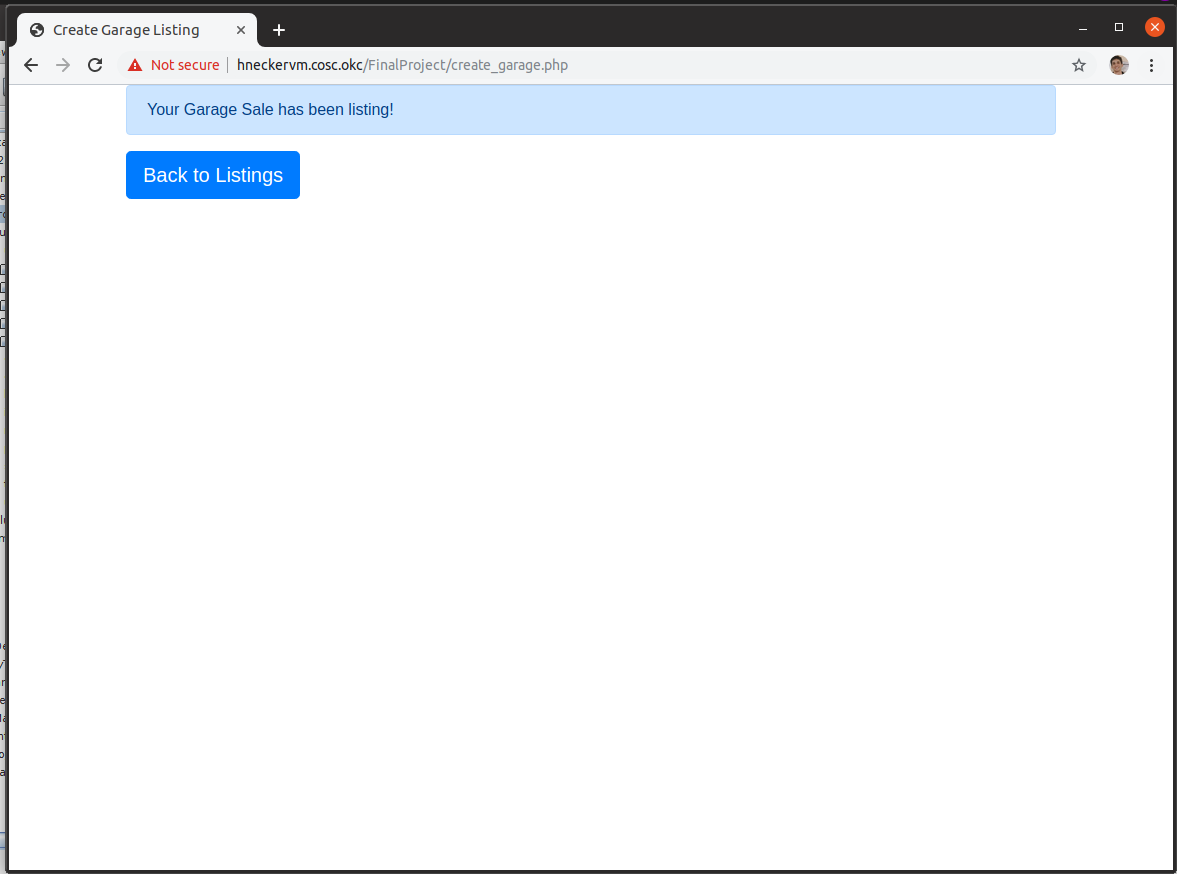 Create Garage Listing
Not secure hneckervm.cosc.okc/FinalProject/create_garage.php
Your Garage Sale has been listing!
Back to Listings